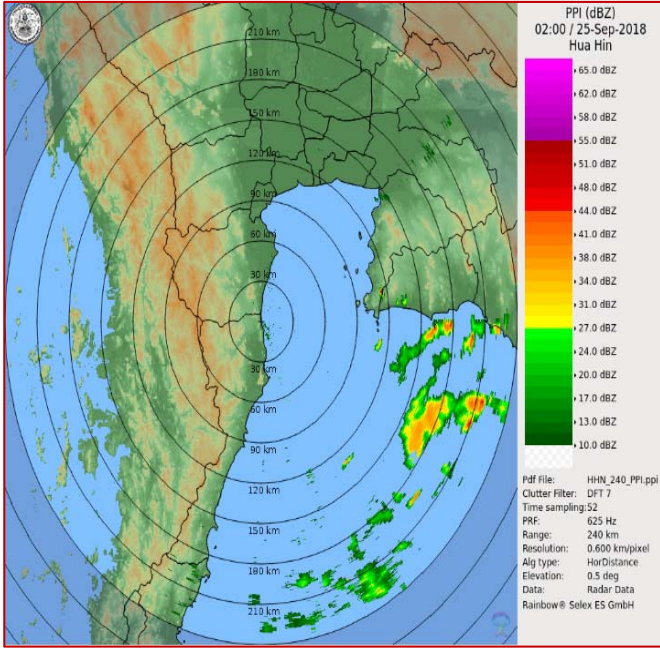 PPI (dBZ)
02:00 / 25-Sep-2018
Hua Hin
65.0 dBZ
62.0 dBZ
58.0 dBZ
55.0 dBZ
51.0 dBZ
48.0 dBZ
44.0 dBZ
41.0 dBZ
38.0 dBZ
34.0 dBZ
31.0 dBZ
27.0 dBZ
24.0 dBZ
20.0 dBZ
17.0 dBZ
13.0 dBZ
10.0 dBZ
Pdf File: HHN_240_PPI.ppi
Clutter Filter: DFT 7
Time sampling:52
PRF: 625 Hz
Range: 240 km
Resolution: 0.600 km/pixel
Alg type: HorDistance
Elevation: 0.5 deg
Data: Radar Data
Rainbow® Selex ES GmbH
210 km
180 km
150 km
120 km
90 km
60 km
30 km
30 km
60 km
90 km
120 km
150 km
180 km
210 km